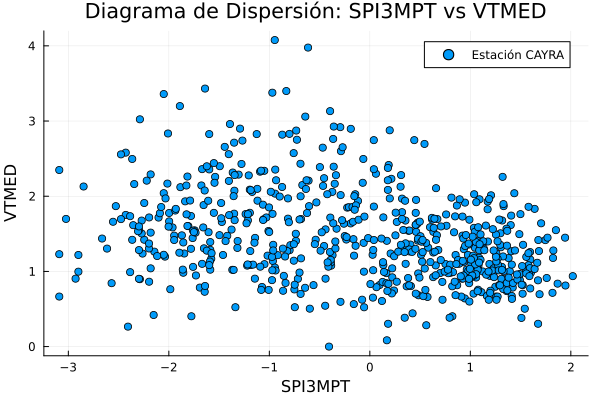 Diagrama de Dispersión: SPI3MPT vs VTMED
Estación CAYRA
VTMED
4
3
2
1
0
−3 −2 −1 0 1 2
SPI3MPT